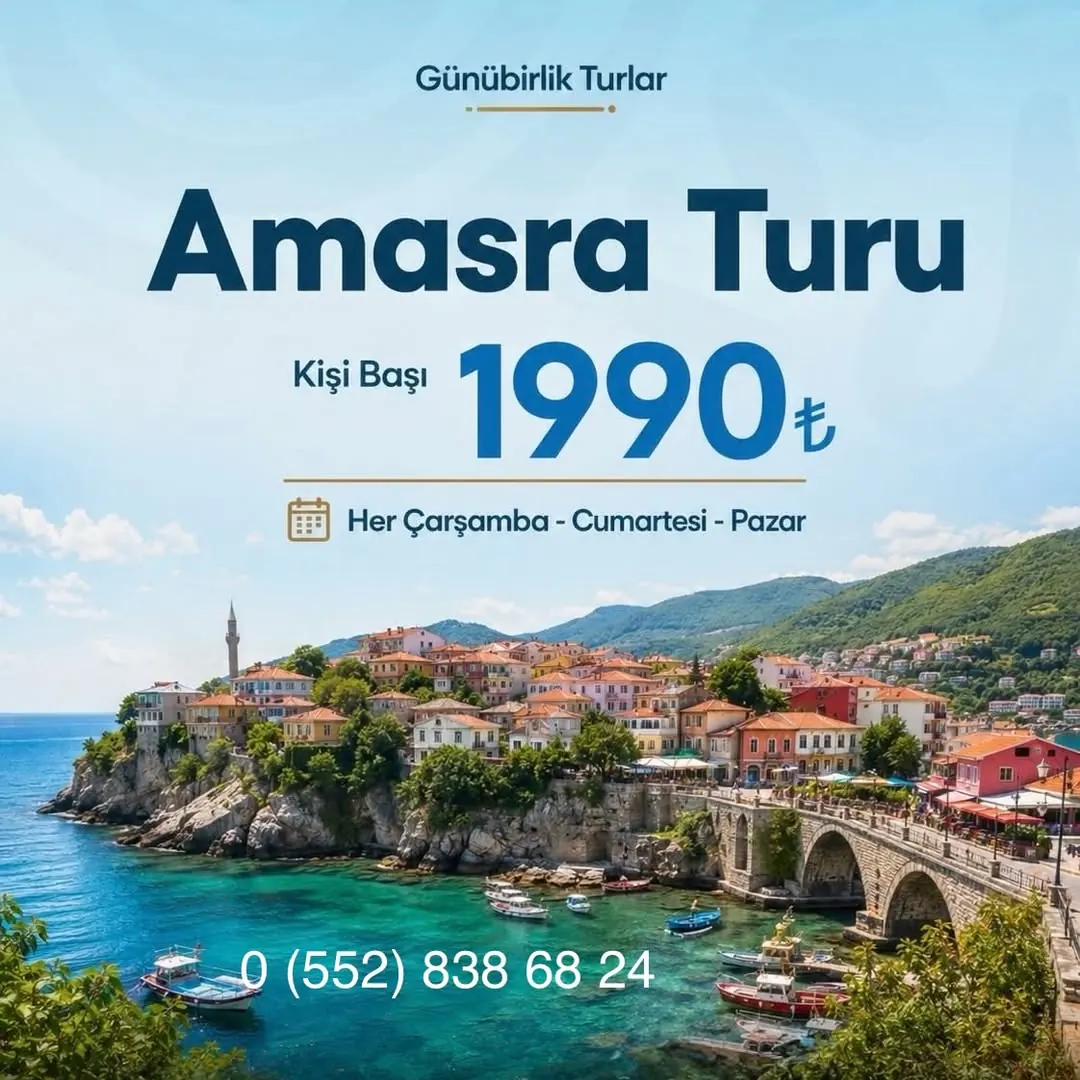 Günübirlik Turlar
Amasra Turu
Kişi Başı 1990₺
Her Çarşamba - Cumartesi - Pazar
0 (552) 838 68 24